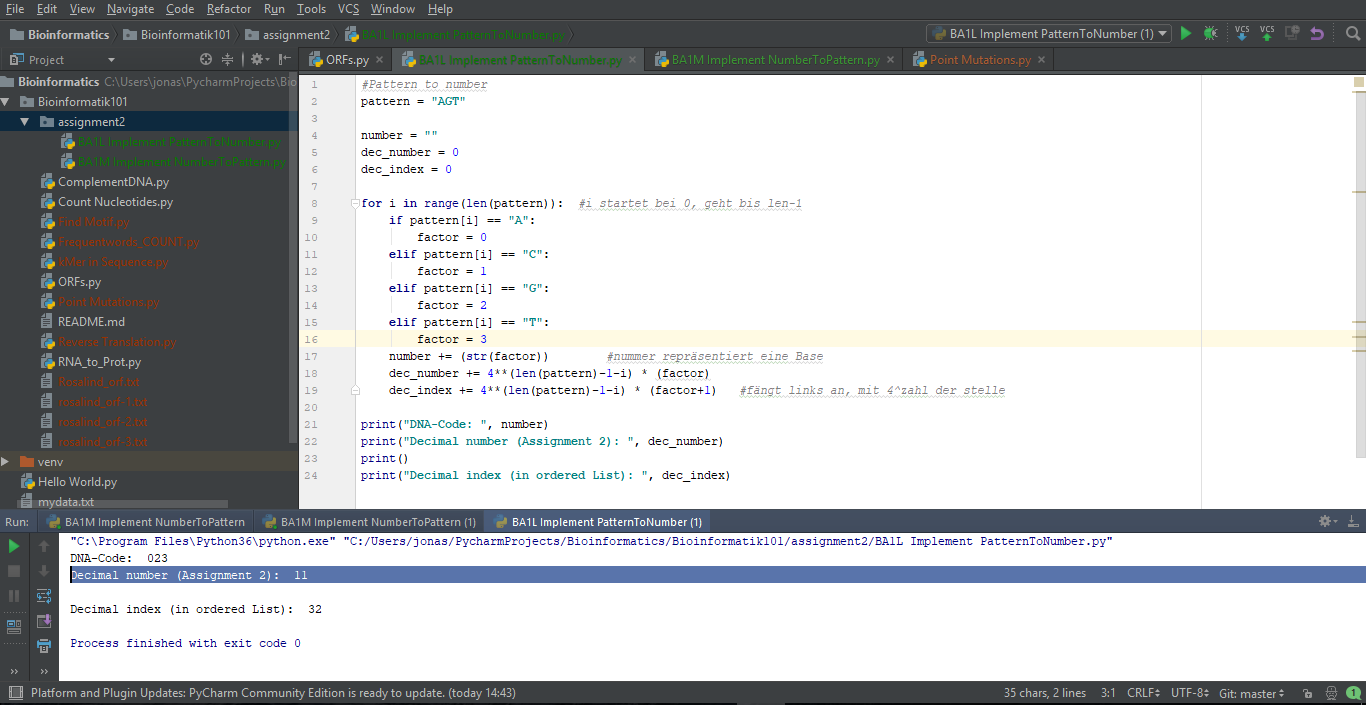 File Edit View Navigate Code Refactor Run Tools VCS Window Help
Bioinformatics Bioinformatik101 assignment2 BA1L Implement PatternToNumber.py BA1L Implement PatternToNumber (1) VCS VCS
Project ORFs.py BA1L Implement PatternToNumber.py BA1M Implement NumberToPattern.py Point Mutations.py
Bioinformatics C:\Users\jonas\PycharmProjects\Bio
Bioinformatik101
assignment2
BA1L Implement PatternToNumber.py
BA1M Implement NumberToPattern.py
ComplementDNA.py
Count Nucleotides.py
Find Motif.py
Frequentwords_COUNT.py
kMer in Sequence.py
ORFs.py
Point Mutations.py
README.md
Reverse Translation.py
RNA_to_Prot.py
Rosalind_orf.txt
rosalind_orf-1.txt
rosalind_orf-2.txt
rosalind_orf-3.txt
venv
Hello World.py
mydata.txt
1 #Pattern to number
2 pattern = "AGT"
3
4 number = ""
5 dec_number = 0
6 dec_index = 0
7
8 for i in range(len(pattern)): #i startet bei 0, geht bis len-1
9 if pattern[i] == "A":
10 factor = 0
11 elif pattern[i] == "C":
12 factor = 1
13 elif pattern[i] == "G":
14 factor = 2
15 elif pattern[i] == "T":
16 factor = 3
17 number += (str(factor)) #nummer repräsentiert eine Base
18 dec_number += 4**(len(pattern)-1-i) * (factor)
19 dec_index += 4**(len(pattern)-1-i) * (factor+1) #fängt links an, mit 4^zahl der stelle
20
21 print("DNA-Code: ", number)
22 print("Decimal number (Assignment 2): ", dec_number)
23 print()
24 print("Decimal index (in ordered List): ", dec_index)
Run: BA1M Implement NumberToPattern BA1M Implement NumberToPattern (1) BA1L Implement PatternToNumber (1)
"C:\Program Files\Python36\python.exe" "C:/Users/jonas/PycharmProjects/Bioinformatics/Bioinformatik101/assignment2/BA1L Implement PatternToNumber.py"
DNA-Code:  023
Decimal number (Assignment 2):  11
Decimal index (in ordered List):  32
Process finished with exit code 0
Platform and Plugin Updates: PyCharm Community Edition is ready to update. (today 14:43) 35 chars, 2 lines 3:1 CRLF UTF-8 Git: master 1